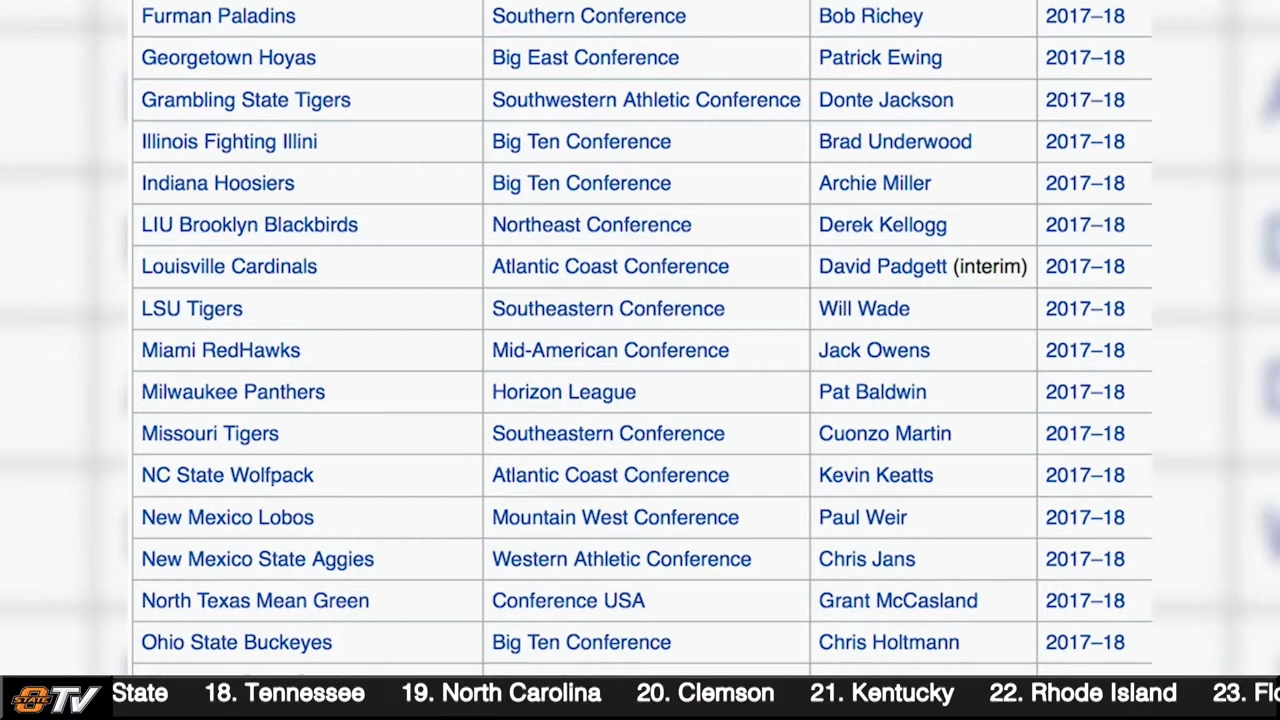 Furman Paladins Southern Conference Bob Richey 2017–18
Georgetown Hoyas Big East Conference Patrick Ewing 2017–18
Grambling State Tigers Southwestern Athletic Conference Donte Jackson 2017–18
Illinois Fighting Illini Big Ten Conference Brad Underwood 2017–18
Indiana Hoosiers Big Ten Conference Archie Miller 2017–18
LIU Brooklyn Blackbirds Northeast Conference Derek Kellogg 2017–18
Louisville Cardinals Atlantic Coast Conference David Padgett (interim) 2017–18
LSU Tigers Southeastern Conference Will Wade 2017–18
Miami RedHawks Mid-American Conference Jack Owens 2017–18
Milwaukee Panthers Horizon League Pat Baldwin 2017–18
Missouri Tigers Southeastern Conference Cuonzo Martin 2017–18
NC State Wolfpack Atlantic Coast Conference Kevin Keatts 2017–18
New Mexico Lobos Mountain West Conference Paul Weir 2017–18
New Mexico State Aggies Western Athletic Conference Chris Jans 2017–18
North Texas Mean Green Conference USA Grant McCasland 2017–18
Ohio State Buckeyes Big Ten Conference Chris Holtmann 2017–18
OSTATE TV State 18. Tennessee 19. North Carolina 20. Clemson 21. Kentucky 22. Rhode Island 23.